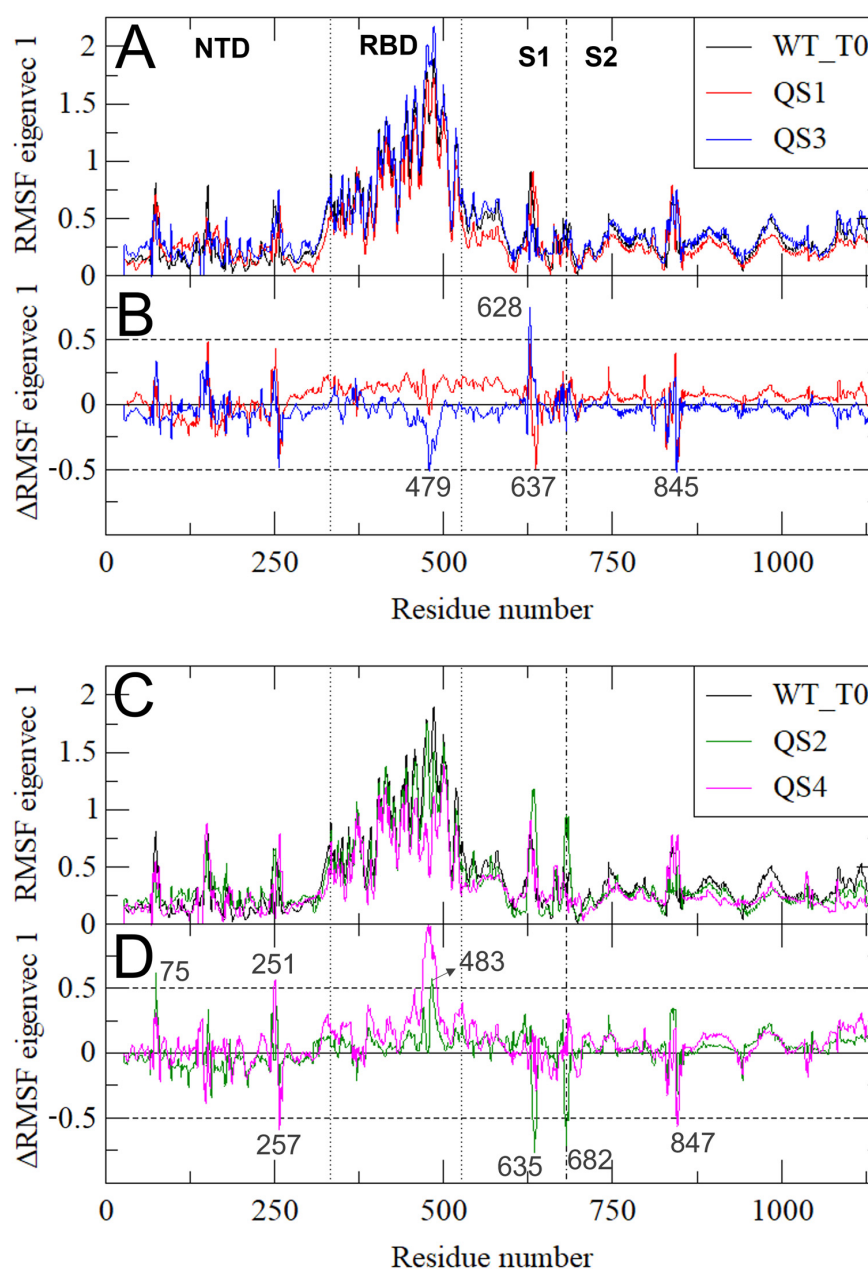 A
NTD
RBD
S1
S2
WT_T0
QS1
QS3
RMSF eigenvec 1
2
1.5
1
0.5
0
B
628
0.5
0
-0.5
ΔRMSF eigenvec 1
479
637
845
0
250
500
750
1000
Residue number
C
WT_T0
QS2
QS4
RMSF eigenvec 1
2
1.5
1
0.5
0
D
75
251
483
0.5
0
-0.5
ΔRMSF eigenvec 1
257
635
682
847
0
250
500
750
1000
Residue number